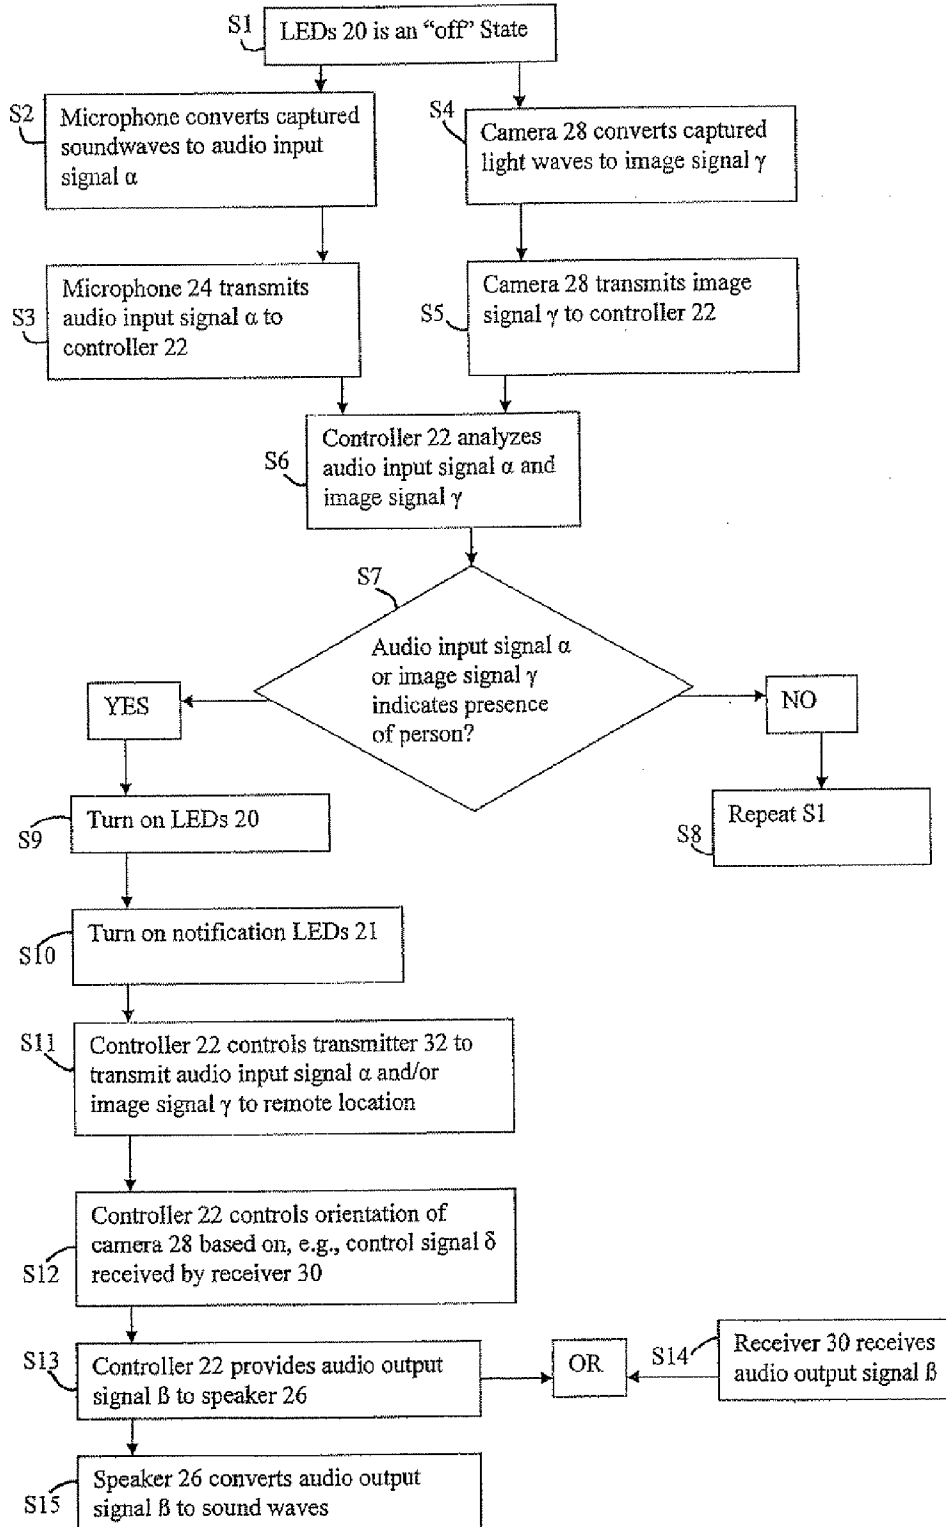 S1
LEDs 20 is an “off” State
S2
Microphone converts captured
soundwaves to audio input
signal α
S4
Camera 28 converts captured
light waves to image signal γ
S3
Microphone 24 transmits
audio input signal α to
controller 22
S5
Camera 28 transmits image
signal γ to controller 22
S6
Controller 22 analyzes
audio input signal α and
image signal γ
S7
Audio input signal α
or image signal γ
indicates presence
of person?
YES
NO
S9
Turn on LEDs 20
S8
Repeat S1
S10
Turn on notification LEDs 21
S11
Controller 22 controls transmitter 32 to
transmit audio input signal α and/or
image signal γ to remote location
S12
Controller 22 controls orientation of
camera 28 based on, e.g., control signal δ
received by receiver 30
S13
Controller 22 provides audio output
signal ß to speaker 26
OR
S14
Receiver 30 receives
audio output signal ß
S15
Speaker 26 converts audio output
signal ß to sound waves